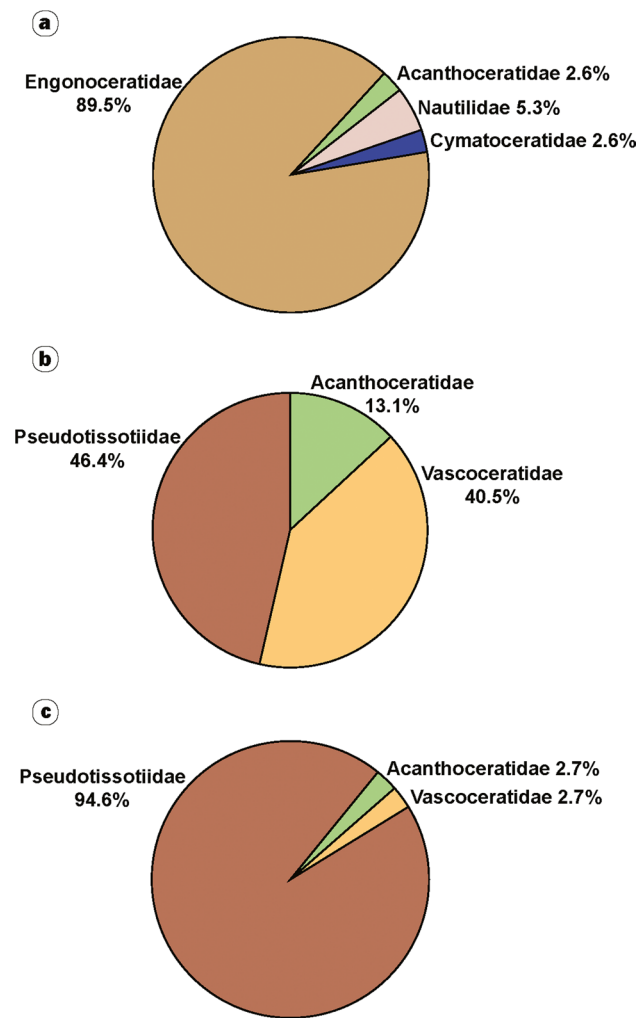 a
Engonoceratidae
89.5%
Acanthoceratidae 2.6%
Nautilidae 5.3%
Cymatoceratidae 2.6%
b
Acanthoceratidae
13.1%
Pseudotissotiidae
46.4%
Vascoceratidae
40.5%
c
Pseudotissotiidae
94.6%
Acanthoceratidae 2.7%
Vascoceratidae 2.7%